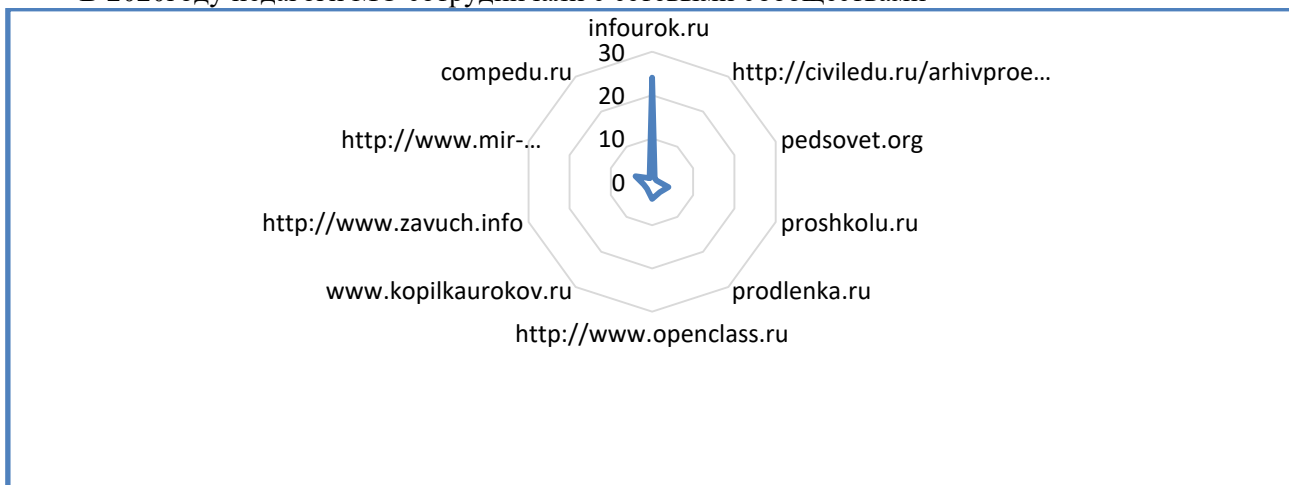 infourok.ru
30
compedu.ru
http://civiledu.ru/arhivproe…
20
http://www.mir-…
10
pedsovet.org
0
http://www.zavuch.info
proshkolu.ru
www.kopilkaurokov.ru
prodlenka.ru
http://www.openclass.ru